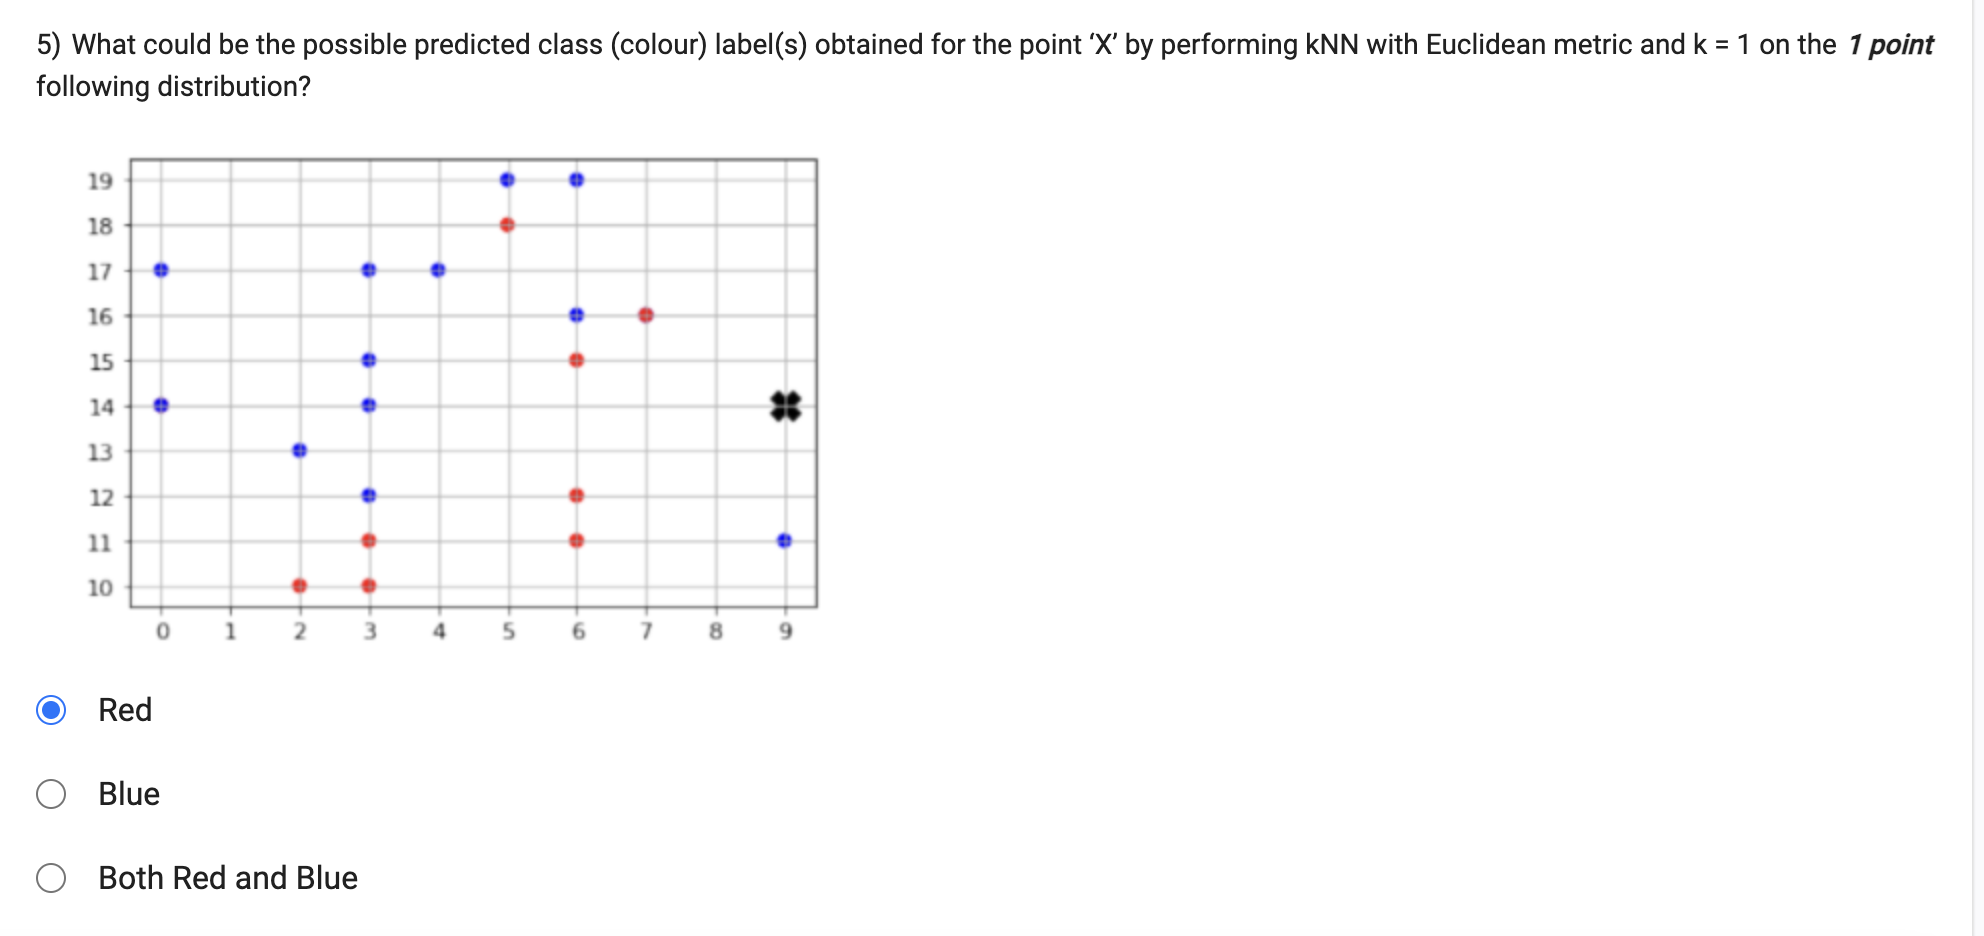 5) What could be the possible predicted class (colour) label(s) obtained for the point ‘X’ by performing kNN with Euclidean metric and k = 1 on the 1 point
following distribution?
19
18
17
16
15
14
13
12
11
10
0 1 2 3 4 5 6 7 8 9
Red
Blue
Both Red and Blue